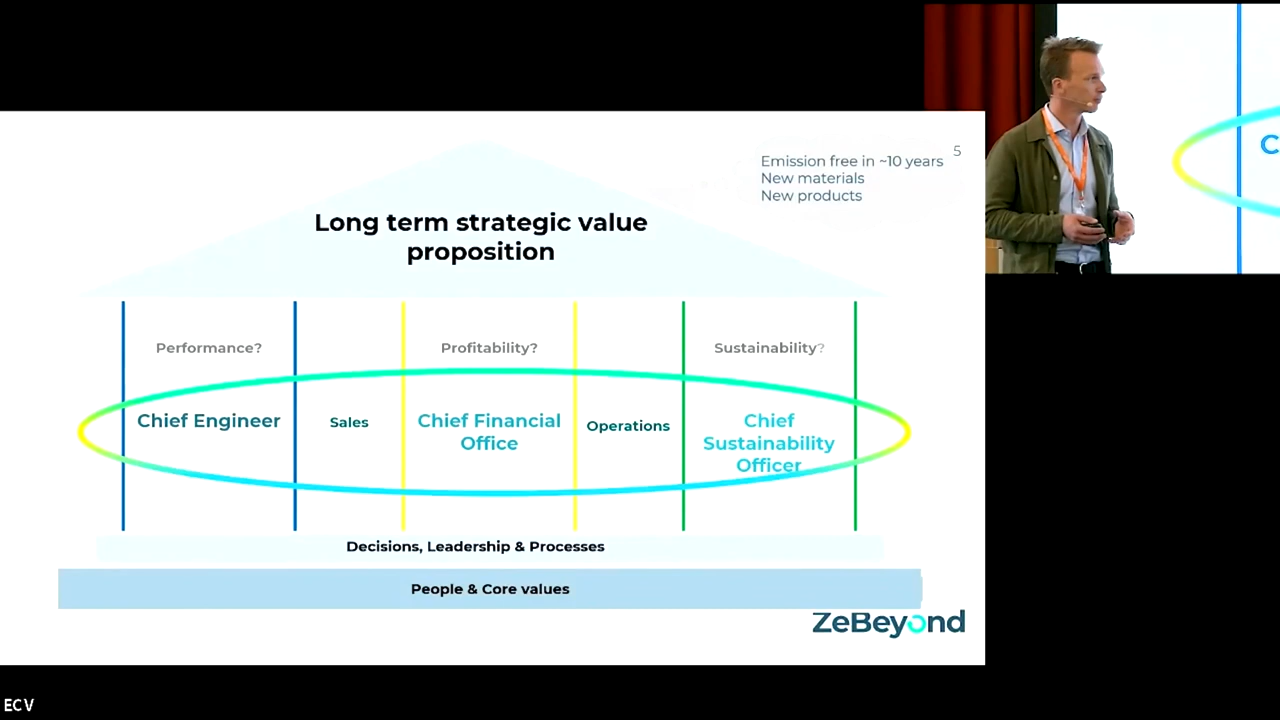 5
Emission free in ~10 years
New materials
New products
Long term strategic value
proposition
Performance?
Profitability?
Sustainability?
Chief Engineer
Sales
Chief Financial
Office
Operations
Chief
Sustainability
Officer
Decisions, Leadership & Processes
People & Core values
ZeBeyond
C
ECV